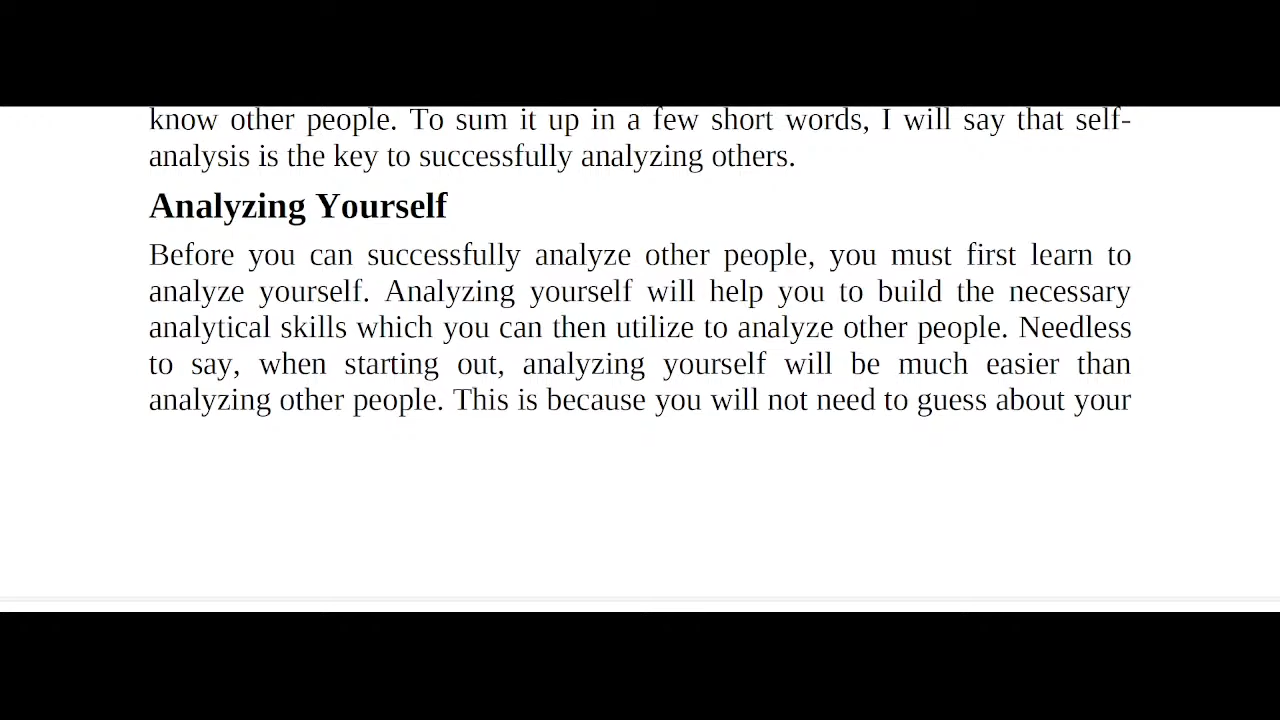 know other people. To sum it up in a few short words, I will say that self-
analysis is the key to successfully analyzing others.
Analyzing Yourself
Before you can successfully analyze other people, you must first learn to
analyze yourself. Analyzing yourself will help you to build the necessary
analytical skills which you can then utilize to analyze other people. Needless
to say, when starting out, analyzing yourself will be much easier than
analyzing other people. This is because you will not need to guess about your